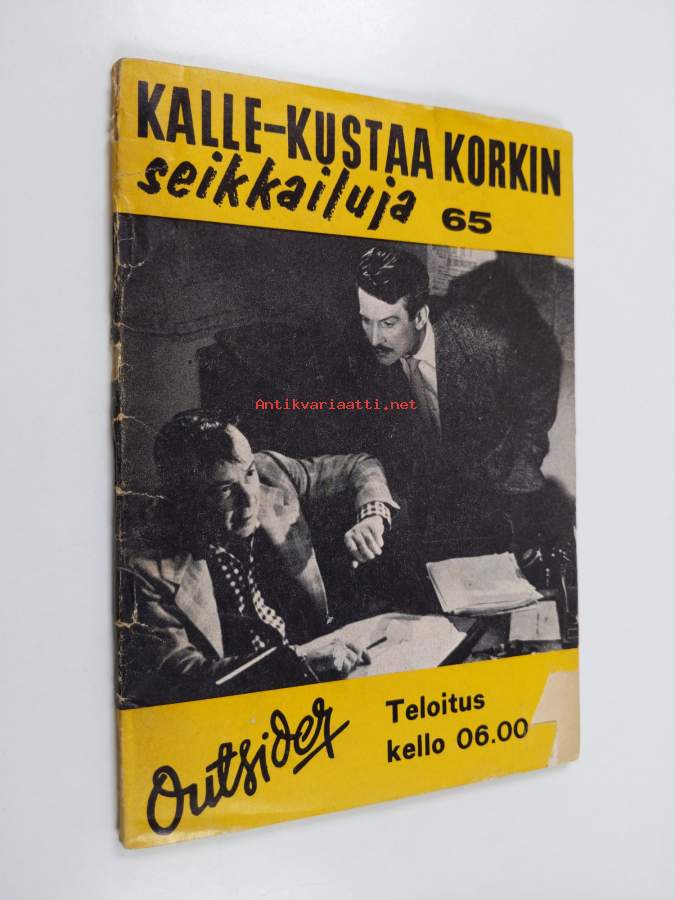 KALLE-KUSTAA KORKIN
seikkailuja 65
Antikvariaatti.net
Outsider
Teloitus
kello 06.00